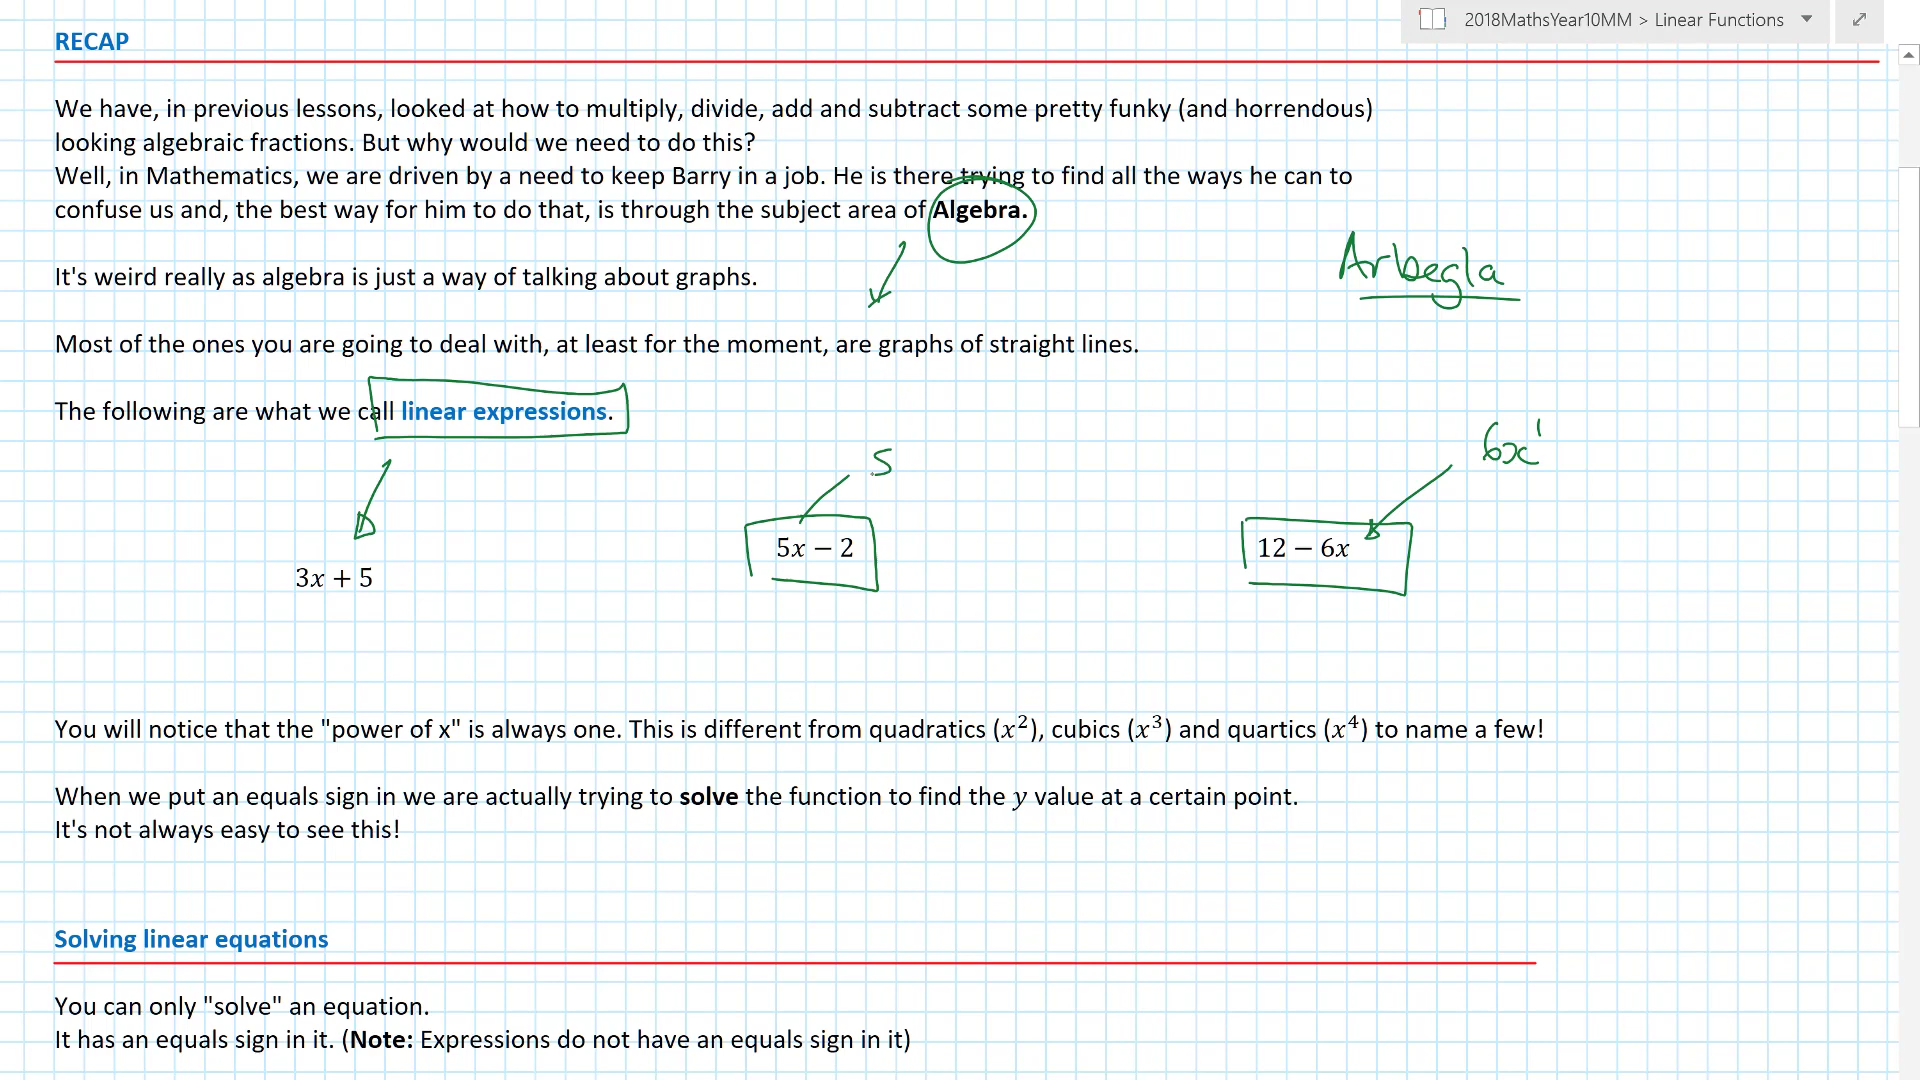 2018MathsYear10MM > Linear Functions
RECAP
We have, in previous lessons, looked at how to multiply, divide, add and subtract some pretty funky (and horrendous)
looking algebraic fractions. But why would we need to do this?
Well, in Mathematics, we are driven by a need to keep Barry in a job. He is there trying to find all the ways he can to
confuse us and, the best way for him to do that, is through the subject area of Algebra.
Arbegla
It's weird really as algebra is just a way of talking about graphs.
Most of the ones you are going to deal with, at least for the moment, are graphs of straight lines.
The following are what we call linear expressions.
5
6x¹
3x + 5
5x − 2
12 − 6x
You will notice that the "power of x" is always one. This is different from quadratics (x²), cubics (x³) and quartics (x⁴) to name a few!
When we put an equals sign in we are actually trying to solve the function to find the y value at a certain point.
It's not always easy to see this!
Solving linear equations
You can only "solve" an equation.
It has an equals sign in it. (Note: Expressions do not have an equals sign in it)